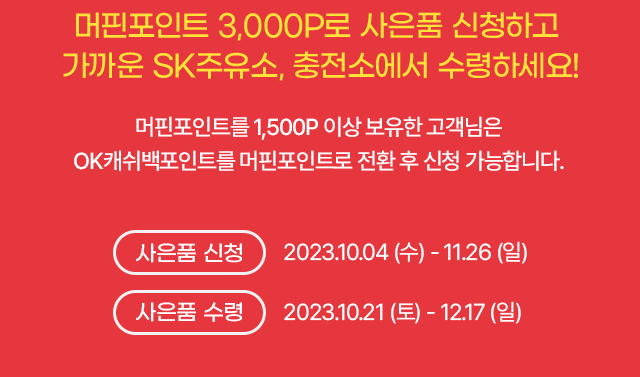 머핀포인트 3,000P로 사은품 신청하고
가까운 SK주유소, 충전소에서 수령하세요!
머핀포인트를 1,500P 이상 보유한 고객님은
OK캐쉬백포인트를 머핀포인트로 전환 후 신청 가능합니다.
사은품 신청 2023.10.04 (수) - 11.26 (일)
사은품 수령 2023.10.21 (토) - 12.17 (일)